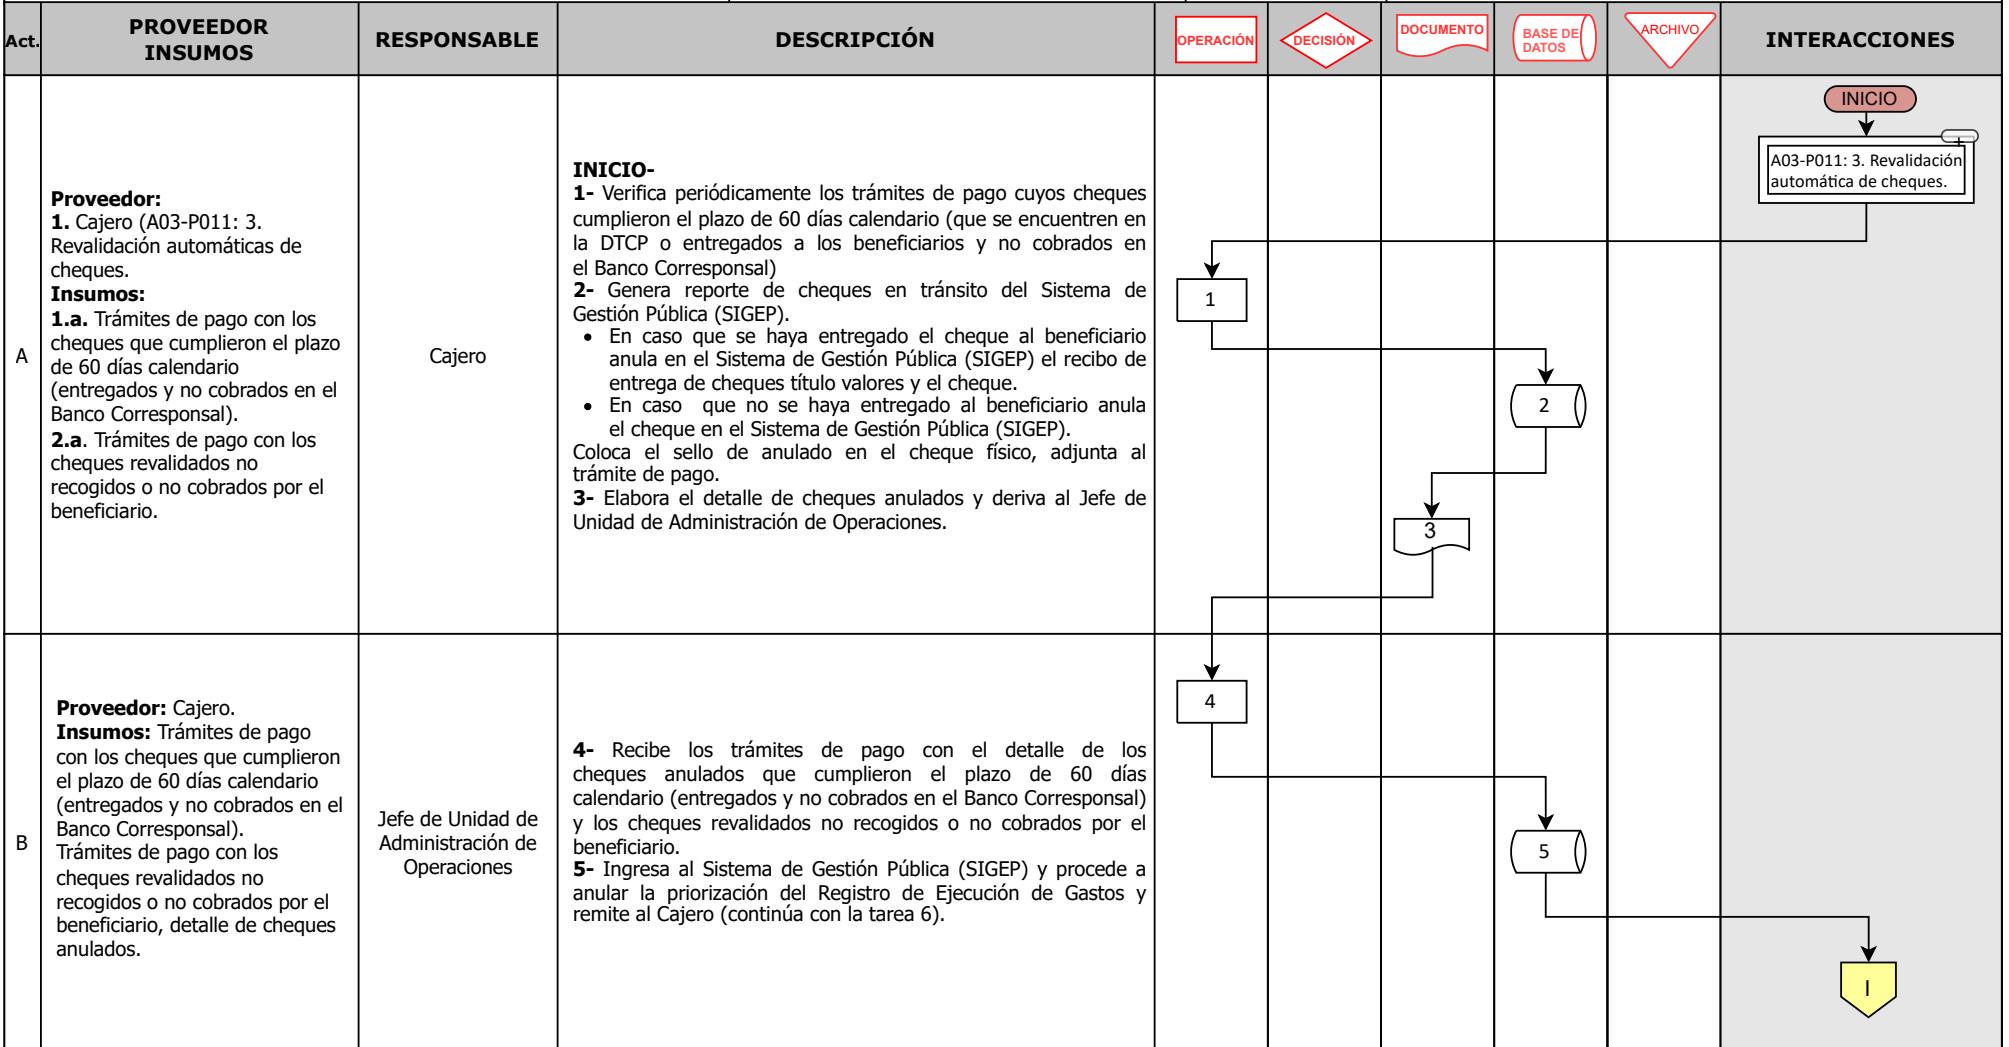 Act.
PROVEEDOR
INSUMOS
RESPONSABLE
DESCRIPCIÓN
OPERACIÓN
DECISIÓN
DOCUMENTO
BASE DE
DATOS
ARCHIVO
INTERACCIONES
A
Proveedor:
1. Cajero (A03-P011: 3.
Revalidación automáticas de
cheques.
Insumos:
1.a. Trámites de pago con los
cheques que cumplieron el plazo
de 60 días calendario
(entregados y no cobrados en el
Banco Corresponsal).
2.a. Trámites de pago con los
cheques revalidados no
recogidos o no cobrados por el
beneficiario.
Cajero
INICIO-
1- Verifica periódicamente los trámites de pago cuyos cheques
cumplieron el plazo de 60 días calendario (que se encuentren en
la DTCP o entregados a los beneficiarios y no cobrados en
el Banco Corresponsal)
2- Genera reporte de cheques en tránsito del Sistema de
Gestión Pública (SIGEP).
• En caso que se haya entregado el cheque al beneficiario
anula en el Sistema de Gestión Pública (SIGEP) el recibo de
entrega de cheques título valores y el cheque.
• En caso que no se haya entregado al beneficiario anula
el cheque en el Sistema de Gestión Pública (SIGEP).
Coloca el sello de anulado en el cheque físico, adjunta al
trámite de pago.
3- Elabora el detalle de cheques anulados y deriva al Jefe de
Unidad de Administración de Operaciones.
INICIO
+
A03-P011: 3. Revalidación
automática de cheques.
1
2
3
B
Proveedor: Cajero.
Insumos: Trámites de pago
con los cheques que cumplieron
el plazo de 60 días calendario
(entregados y no cobrados en el
Banco Corresponsal).
Trámites de pago con los
cheques revalidados no
recogidos o no cobrados por el
beneficiario, detalle de cheques
anulados.
Jefe de Unidad de
Administración de
Operaciones
4- Recibe los trámites de pago con el detalle de los
cheques anulados que cumplieron el plazo de 60 días
calendario (entregados y no cobrados en el Banco Corresponsal)
y los cheques revalidados no recogidos o no cobrados por el
beneficiario.
5- Ingresa al Sistema de Gestión Pública (SIGEP) y procede a
anular la priorización del Registro de Ejecución de Gastos y
remite al Cajero (continúa con la tarea 6).
4
5
I